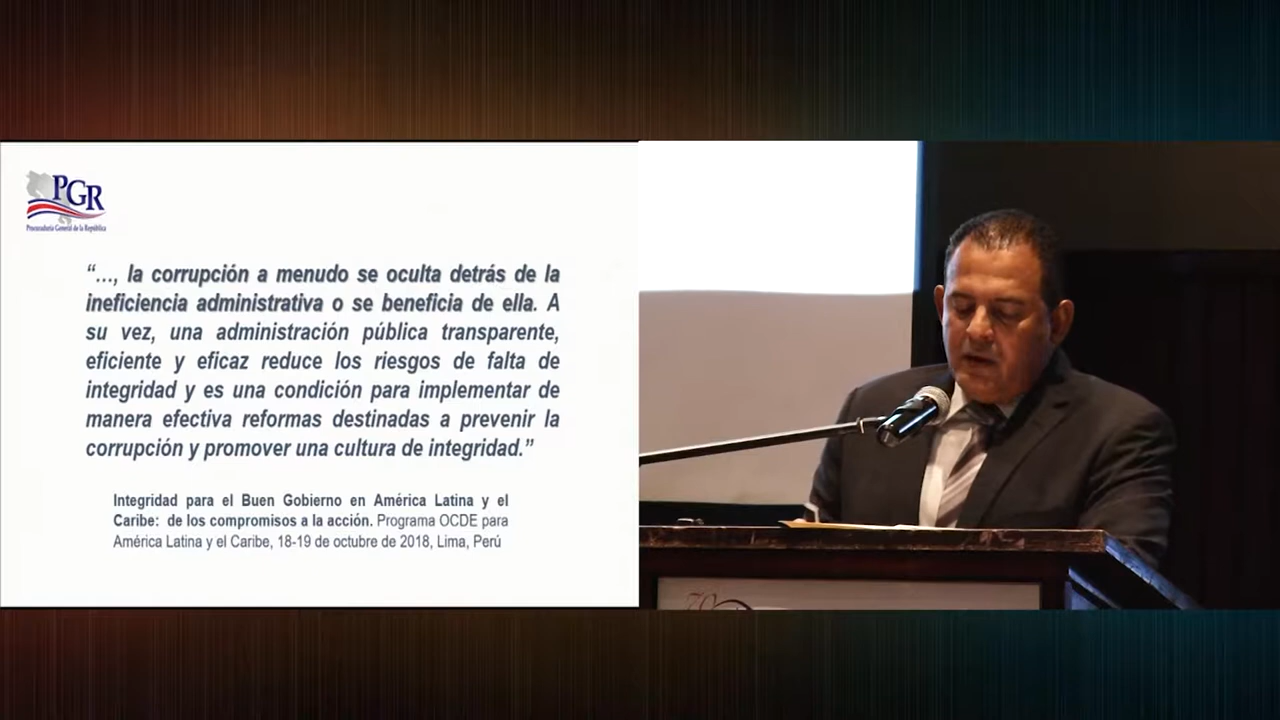 PGR
Procuraduría General de la República
“…, la corrupción a menudo se oculta detrás de la
ineficiencia administrativa o se beneficia de ella. A
su vez, una administración pública transparente,
eficiente y eficaz reduce los riesgos de falta de
integridad y es una condición para implementar de
manera efectiva reformas destinadas a prevenir la
corrupción y promover una cultura de integridad.”
Integridad para el Buen Gobierno en América Latina y el
Caribe: de los compromisos a la acción. Programa OCDE para
América Latina y el Caribe, 18-19 de octubre de 2018, Lima, Perú
70